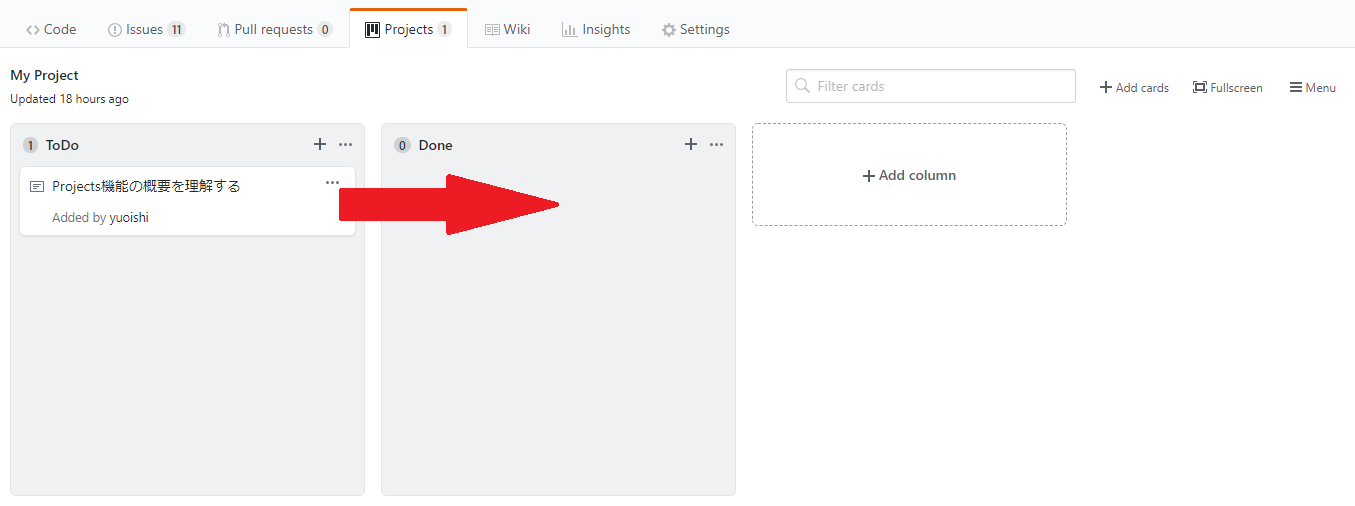 Code Issues 11 Pull requests 0 Projects 1 Wiki Insights Settings
My Project
Updated 18 hours ago
Filter cards
Add cards Fullscreen Menu
1 ToDo
Projects機能の概要を理解する
Added by yuoishi
0 Done
Add column